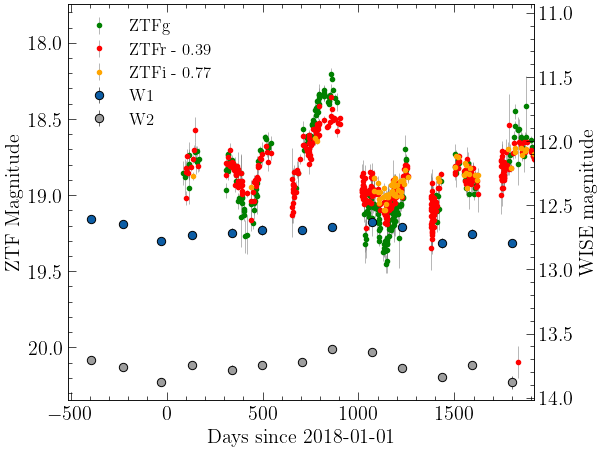 ZTFg
ZTFr - 0.39
ZTFi - 0.77
W1
W2
ZTF Magnitude
18.0
18.5
19.0
19.5
20.0
11.0
11.5
12.0
12.5
13.0
13.5
14.0
WISE magnitude
−500 0 500 1000 1500
Days since 2018-01-01